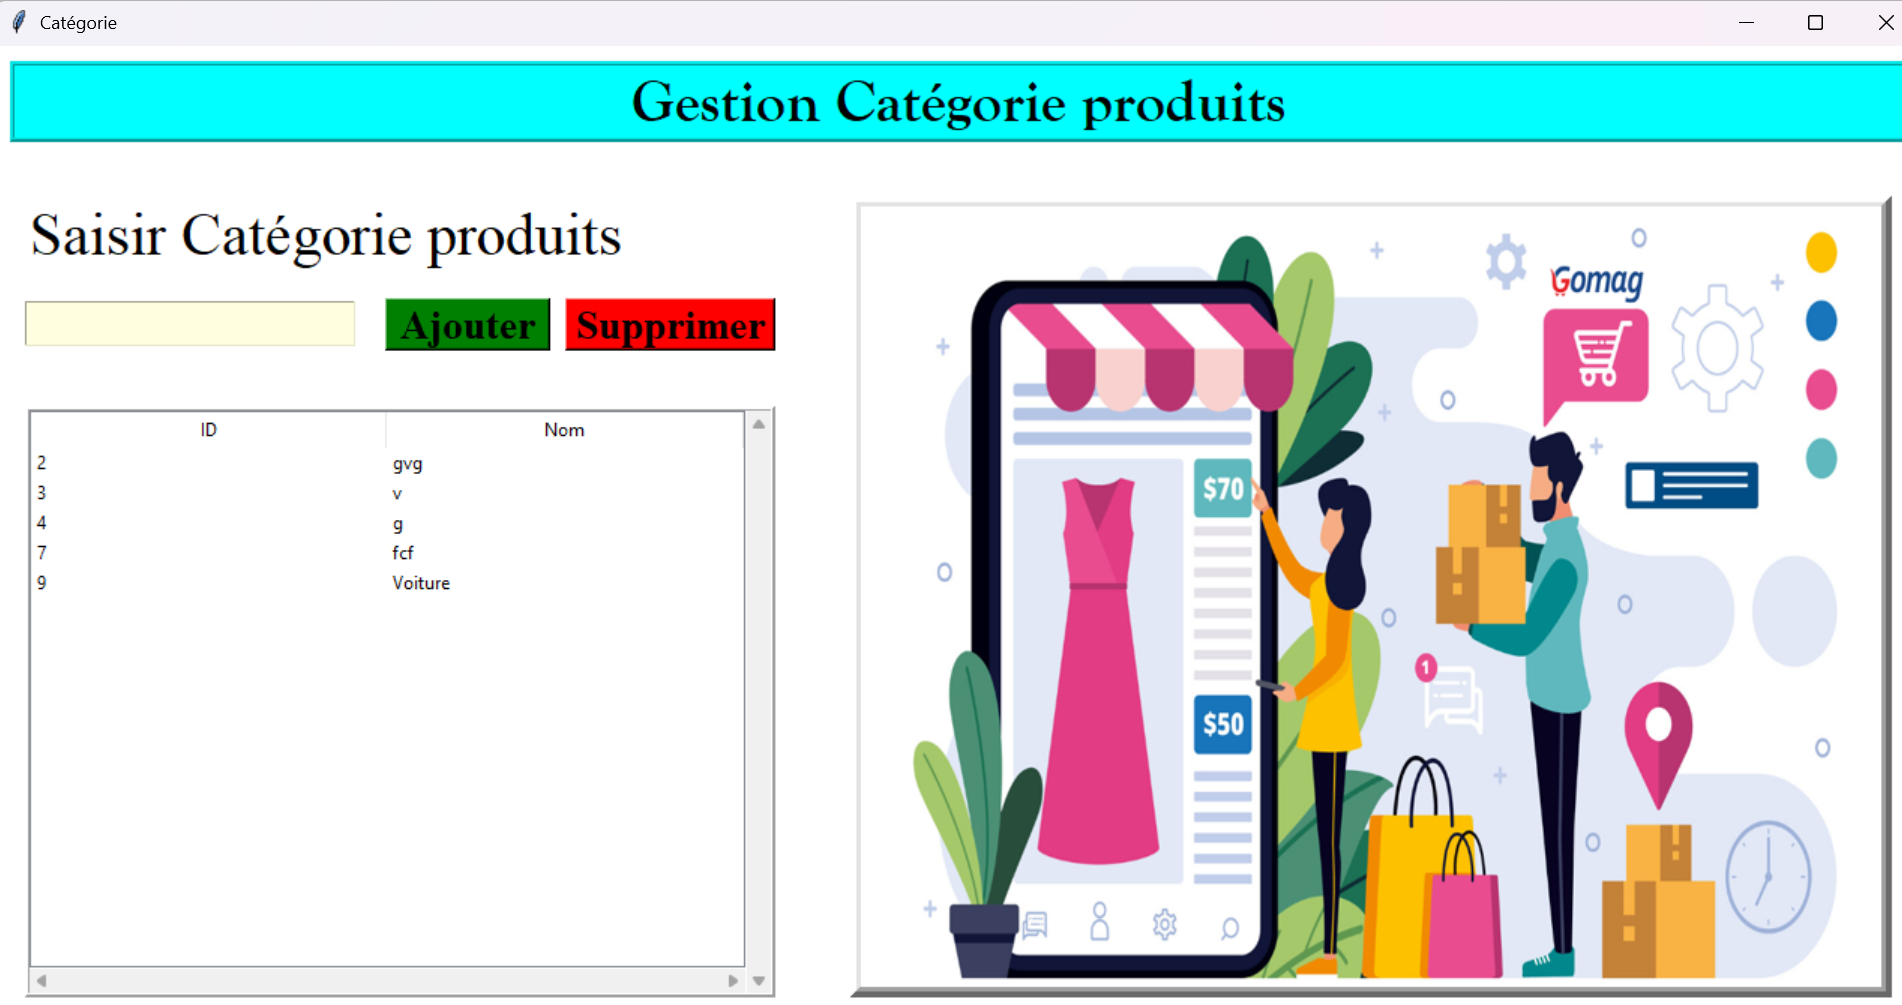 Catégorie
Gestion Catégorie produits
Saisir Catégorie produits
Ajouter Supprimer
ID Nom
2 gvg
3 v
4 g
7 fcf
9 Voiture
Gomag
$70
1
$50